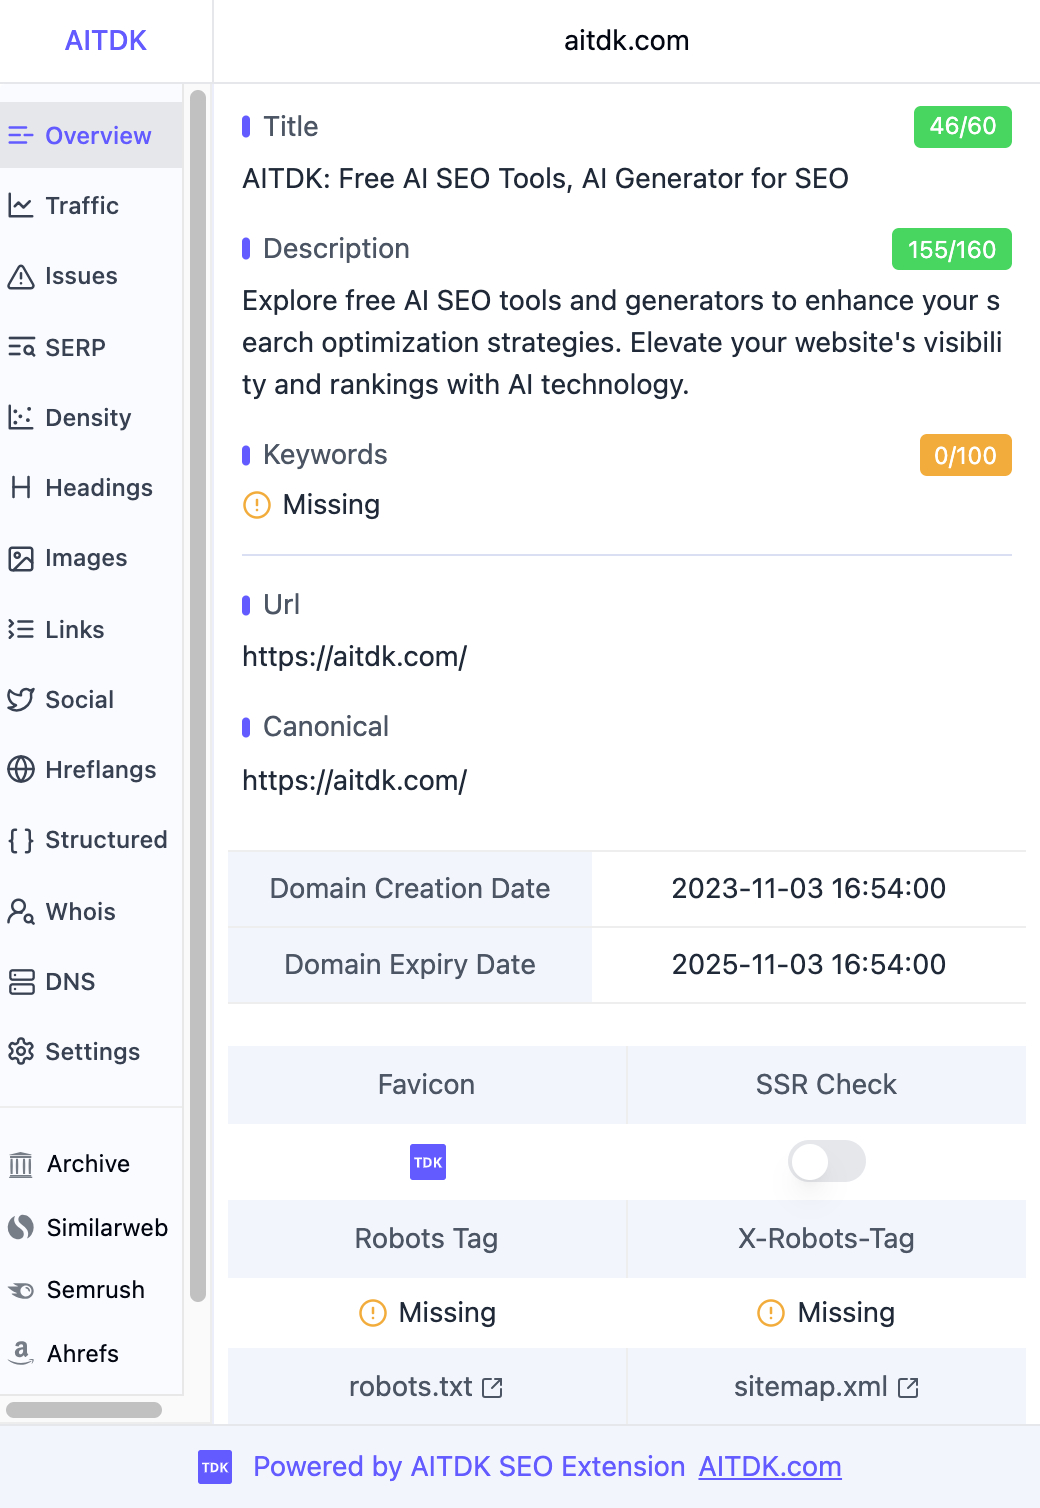 AITDK
aitdk.com
Overview
Traffic
Issues
SERP
Density
Headings
Images
Links
Social
Hreflangs
Structured
Whois
DNS
Settings
Archive
Similarweb
Semrush
Ahrefs
Title
46/60
AITDK: Free AI SEO Tools, AI Generator for SEO
Description
155/160
Explore free AI SEO tools and generators to enhance your s
earch optimization strategies. Elevate your website's visibili
ty and rankings with AI technology.
Keywords
0/100
Missing
Url
https://aitdk.com/
Canonical
https://aitdk.com/
Domain Creation Date
2023-11-03 16:54:00
Domain Expiry Date
2025-11-03 16:54:00
Favicon
SSR Check
TDK
Robots Tag
X-Robots-Tag
Missing
Missing
robots.txt
sitemap.xml
TDK
Powered by AITDK SEO Extension AITDK.com